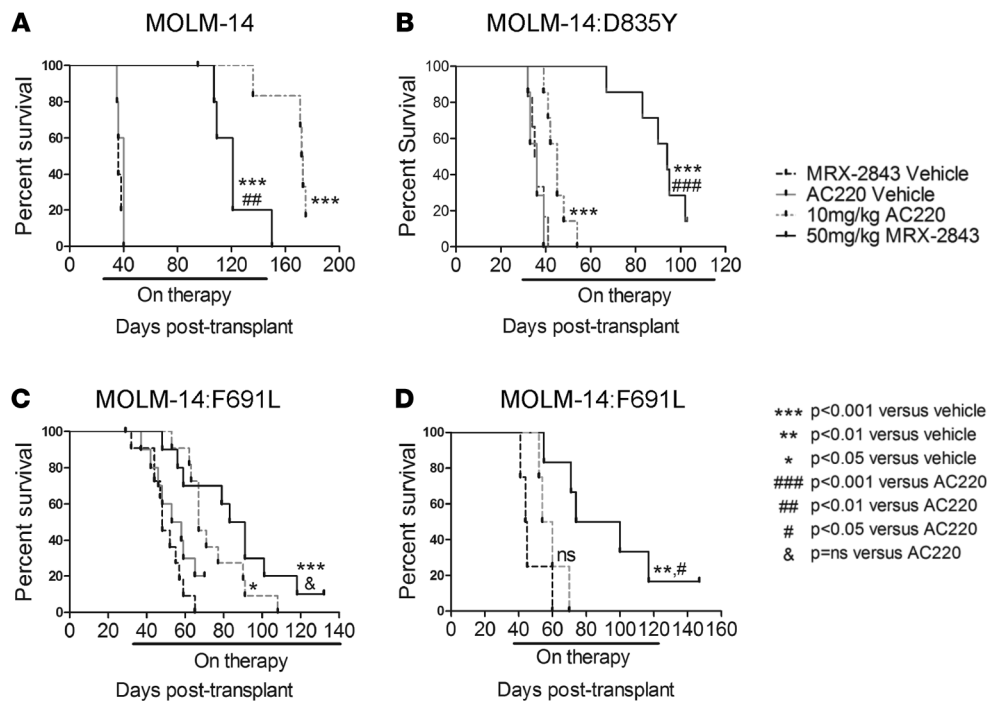 A
MOLM-14
Percent survival
100
80
60
40
20
0
0 40 80 120 160 200
***
##
***
On therapy
Days post-transplant
B
MOLM-14:D835Y
Percent Survival
100
80
60
40
20
0
0 20 40 60 80 100 120
***
***
###
On therapy
Days post-transplant
MRX-2843 Vehicle
AC220 Vehicle
10mg/kg AC220
50mg/kg MRX-2843
C
MOLM-14:F691L
Percent survival
100
80
60
40
20
0
0 20 40 60 80 100 120 140
*
***
&
On therapy
Days post-transplant
D
MOLM-14:F691L
Percent survival
100
80
60
40
20
0
0 20 40 60 80 100 120 140 160
ns
**,#
On therapy
Days post-transplant
*** p<0.001 versus vehicle
** p<0.01 versus vehicle
* p<0.05 versus vehicle
### p<0.001 versus AC220
## p<0.01 versus AC220
# p<0.05 versus AC220
& p=ns versus AC220